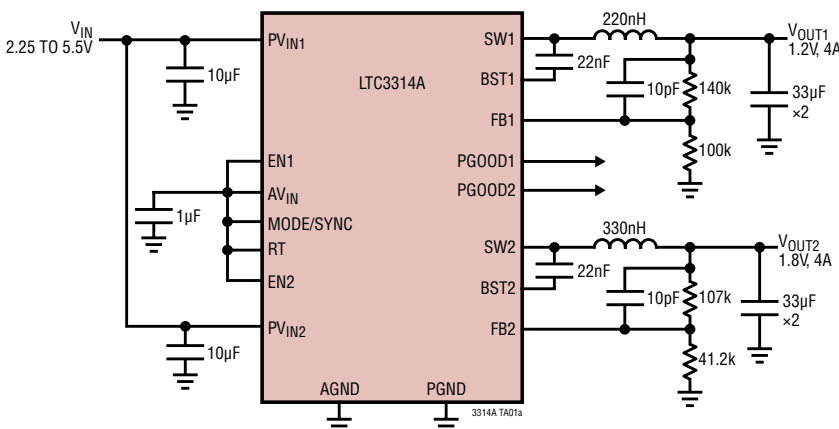 VIN
2.25 TO 5.5V
10µF
PVIN1
LTC3314A
SW1
220nH
VOUT1
1.2V, 4A
22nF
BST1
10pF
140k
33µF
×2
FB1
100k
PGOOD1
PGOOD2
EN1
AVIN
1µF
MODE/SYNC
RT
EN2
SW2
330nH
VOUT2
1.8V, 4A
22nF
BST2
10pF
107k
33µF
×2
FB2
41.2k
PVIN2
10µF
AGND
PGND
3314A TA01a